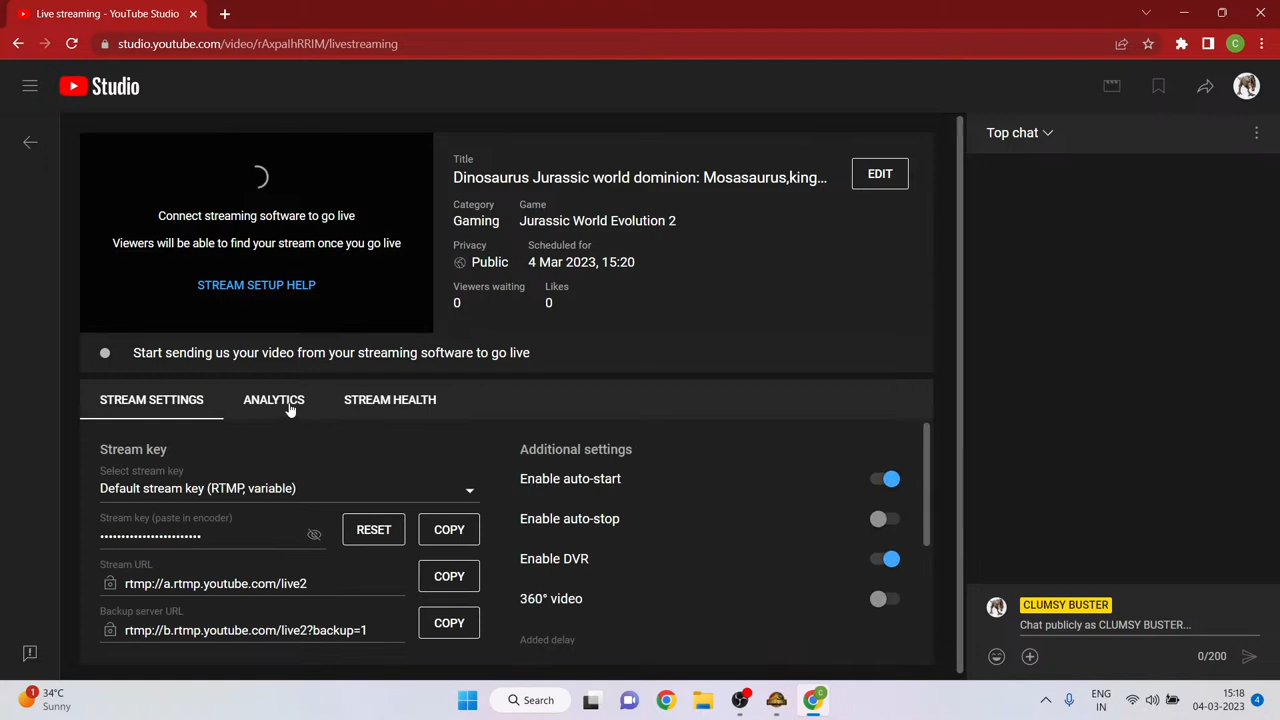 Live streaming - YouTube Studio
studio.youtube.com/video/rAxpaIhRRIM/livestreaming
C
Studio
Connect streaming software to go live
Viewers will be able to find your stream once you go live
STREAM SETUP HELP
Title
Dinosaurus Jurassic world dominion: Mosasaurus,king...
EDIT
Category
Gaming
Game
Jurassic World Evolution 2
Privacy
Public
Scheduled for
4 Mar 2023, 15:20
Viewers waiting
0
Likes
0
Start sending us your video from your streaming software to go live
STREAM SETTINGS
ANALYTICS
STREAM HEALTH
Stream key
Select stream key
Default stream key (RTMP, variable)
Stream key (paste in encoder)
••••••••••••••••••••••••
RESET
COPY
Stream URL
rtmp://a.rtmp.youtube.com/live2
COPY
Backup server URL
rtmp://b.rtmp.youtube.com/live2?backup=1
COPY
Additional settings
Enable auto-start
Enable auto-stop
Enable DVR
360° video
Added delay
Top chat
CLUMSY BUSTER
Chat publicly as CLUMSY BUSTER...
0/200
1
34°C
Sunny
Search
C
ENG
IN
15:18
04-03-2023
4